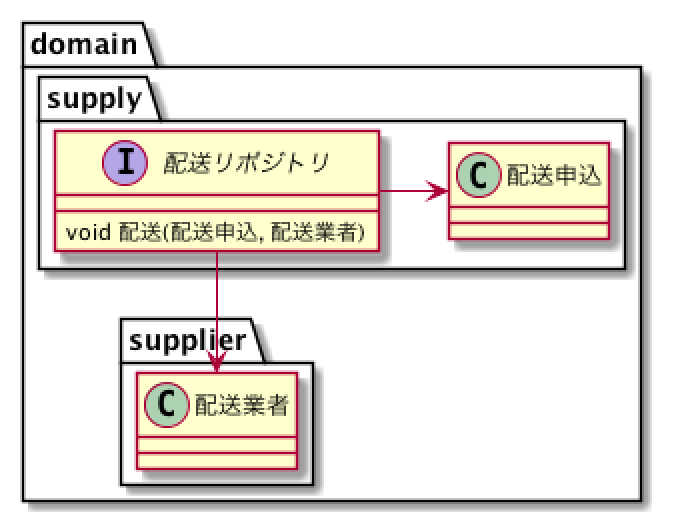 domain
supply
I 配送リポジトリ
C 配送申込
void 配送(配送申込, 配送業者)
supplier
C 配送業者